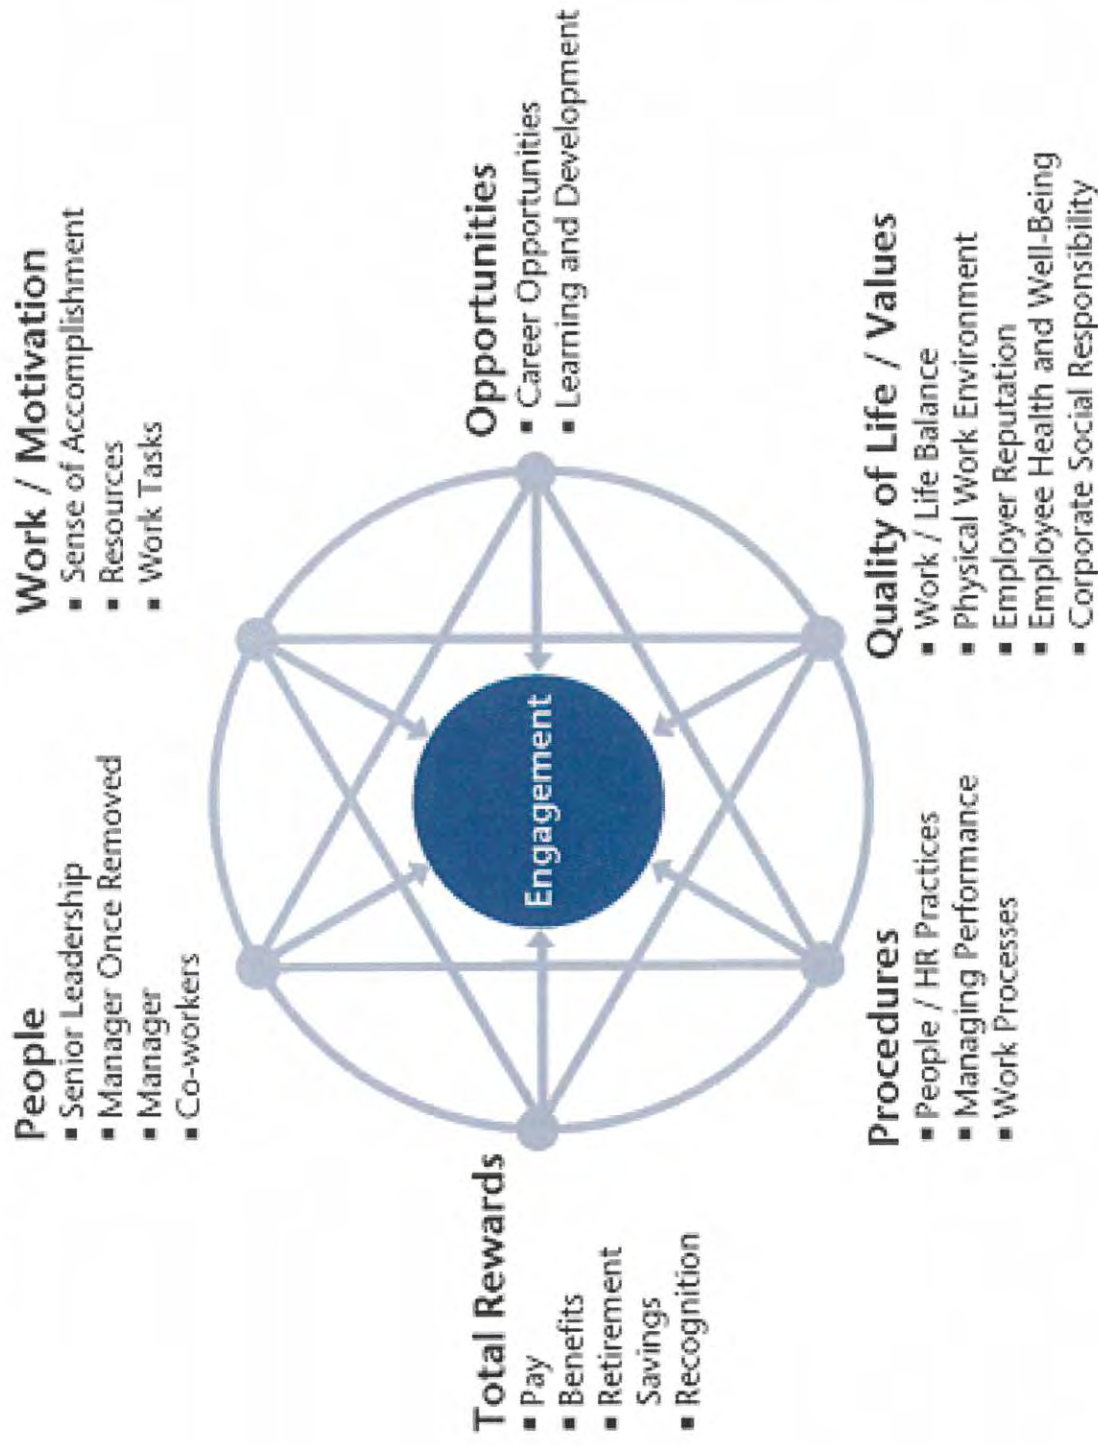 People
▪ Senior Leadership
▪ Manager Once Removed
▪ Manager
▪ Co-workers
Work / Motivation
▪ Sense of Accomplishment
▪ Resources
▪ Work Tasks
Total Rewards
▪ Pay
▪ Benefits
▪ Retirement
Savings
▪ Recognition
Engagement
Opportunities
▪ Career Opportunities
▪ Learning and Development
Procedures
▪ People / HR Practices
▪ Managing Performance
▪ Work Processes
Quality of Life / Values
▪ Work / Life Balance
▪ Physical Work Environment
▪ Employer Reputation
▪ Employee Health and Well-Being
▪ Corporate Social Responsibility